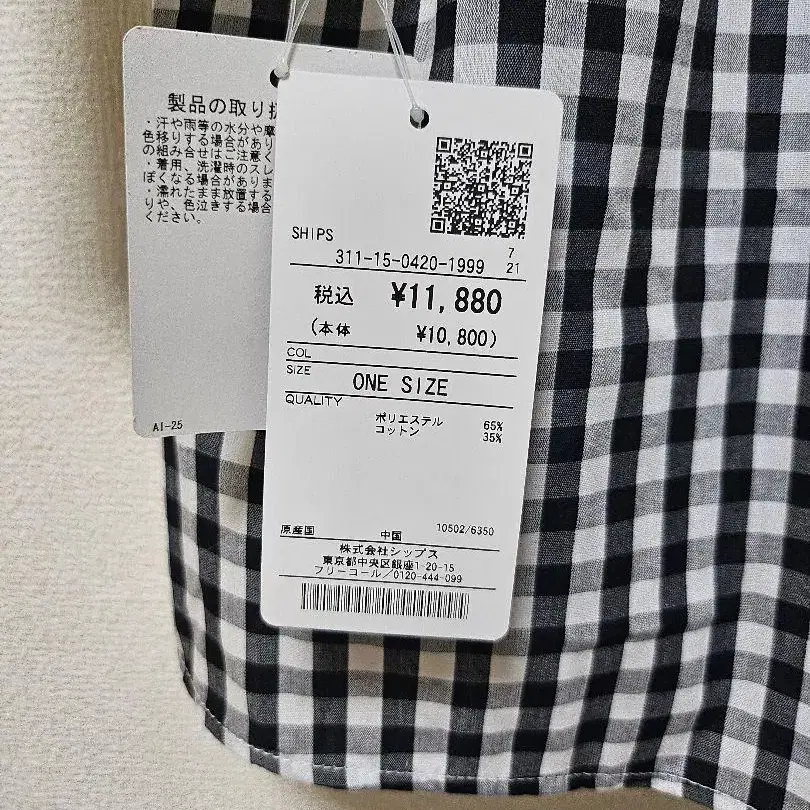 製品の取り
・汗や雨等の水分や摩
色移りする場合があり
の組み合せはご注意く
・着用、洗濯時のスレ
ぽくなる場合がありま
・濡れたまま放置する
りや、色泣きする場合
ください。
AI-25
SHIPS
7
311-15-0420-1999 21
税込 ¥11,880
(本体 ¥10,800)
COL
SIZE
ONE SIZE
QUALITY
ポリエステル 65%
コットン 35%
原産国 中国 10502/6350
株式会社シップス
東京都中央区銀座1-20-15
フリーコール/0120-444-099